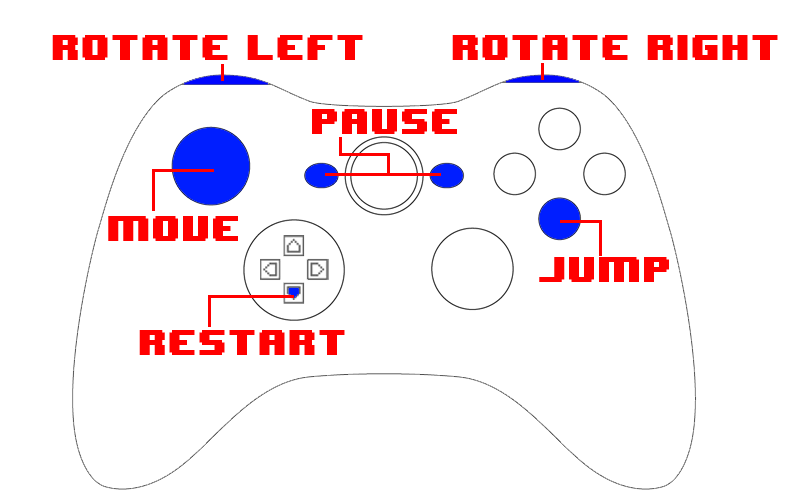 ROTATE LEFT
ROTATE RIGHT
PAUSE
MOVE
JUMP
RESTART